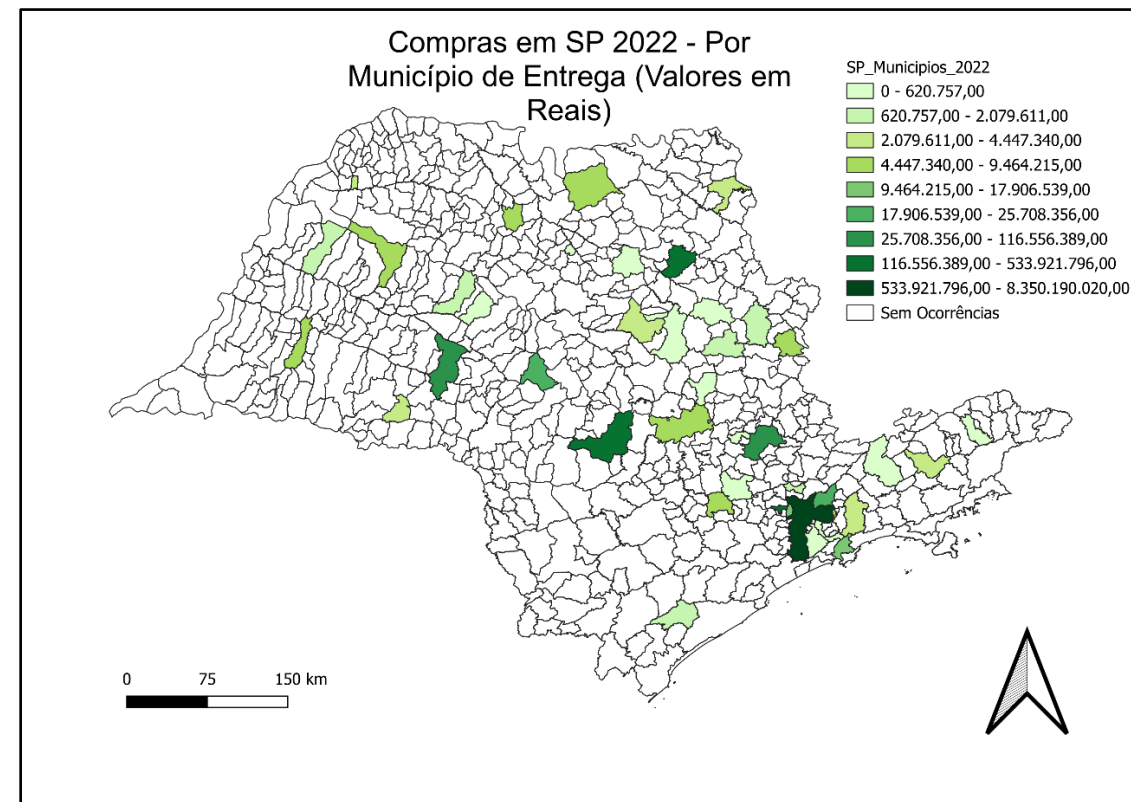 Compras em SP 2022 - Por
Município de Entrega (Valores em
Reais)
SP_Municipios_2022
0 - 620.757,00
620.757,00 - 2.079.611,00
2.079.611,00 - 4.447.340,00
4.447.340,00 - 9.464.215,00
9.464.215,00 - 17.906.539,00
17.906.539,00 - 25.708.356,00
25.708.356,00 - 116.556.389,00
116.556.389,00 - 533.921.796,00
533.921.796,00 - 8.350.190.020,00
Sem Ocorrências
0 75 150 km